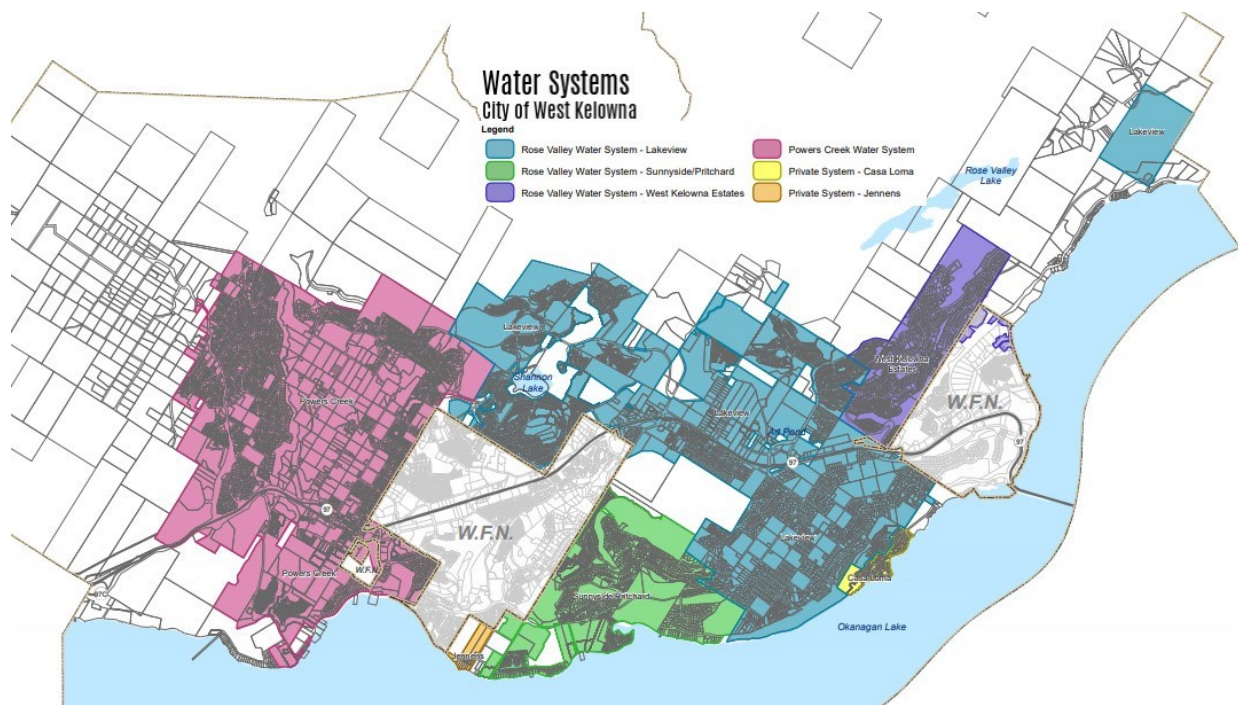 Water Systems
City of West Kelowna
Legend
Rose Valley Water System - Lakeview
Rose Valley Water System - Sunnyside/Pritchard
Rose Valley Water System - West Kelowna Estates
Powers Creek Water System
Private System - Casa Loma
Private System - Jennens
Lakeview
Rose Valley
Lake
Lakeview
West Kelowna
Estates
Shannon
Lake
Powers Creek
Lakeview
W.F.N.
Ad Pond
97
97
97
W.F.N.
Lakeview
Powers Creek
W.F.N.
Casa Loma
97C
Sunnyside/Pritchard
Okanagan Lake
Jennens